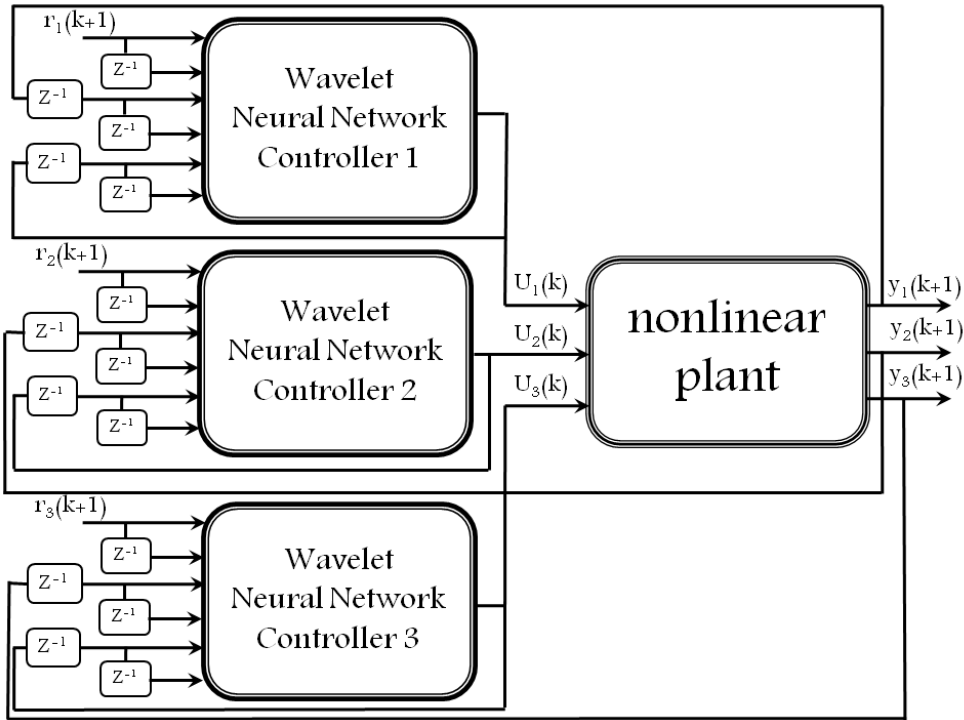 r₁(k+1)
Z⁻¹
Z⁻¹
Z⁻¹
Z⁻¹
Z⁻¹
Wavelet
Neural Network
Controller 1
r₂(k+1)
Z⁻¹
Z⁻¹
Z⁻¹
Z⁻¹
Z⁻¹
Wavelet
Neural Network
Controller 2
r₃(k+1)
Z⁻¹
Z⁻¹
Z⁻¹
Z⁻¹
Z⁻¹
Wavelet
Neural Network
Controller 3
U₁(k)
U₂(k)
U₃(k)
nonlinear
plant
y₁(k+1)
y₂(k+1)
y₃(k+1)